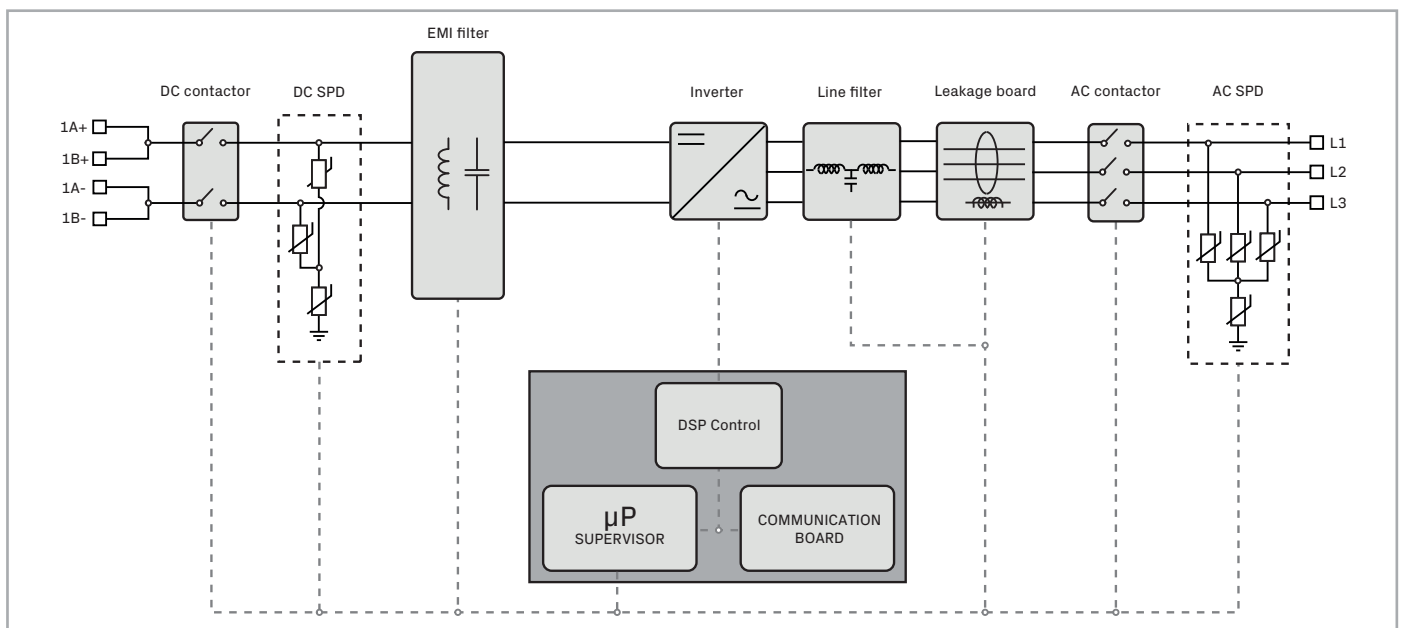 EMI filter
DC contactor
DC SPD
Inverter
Line filter
Leakage board
AC contactor
AC SPD
1A+
1B+
1A-
1B-
L1
L2
L3
DSP Control
µP
SUPERVISOR
COMMUNICATION
BOARD